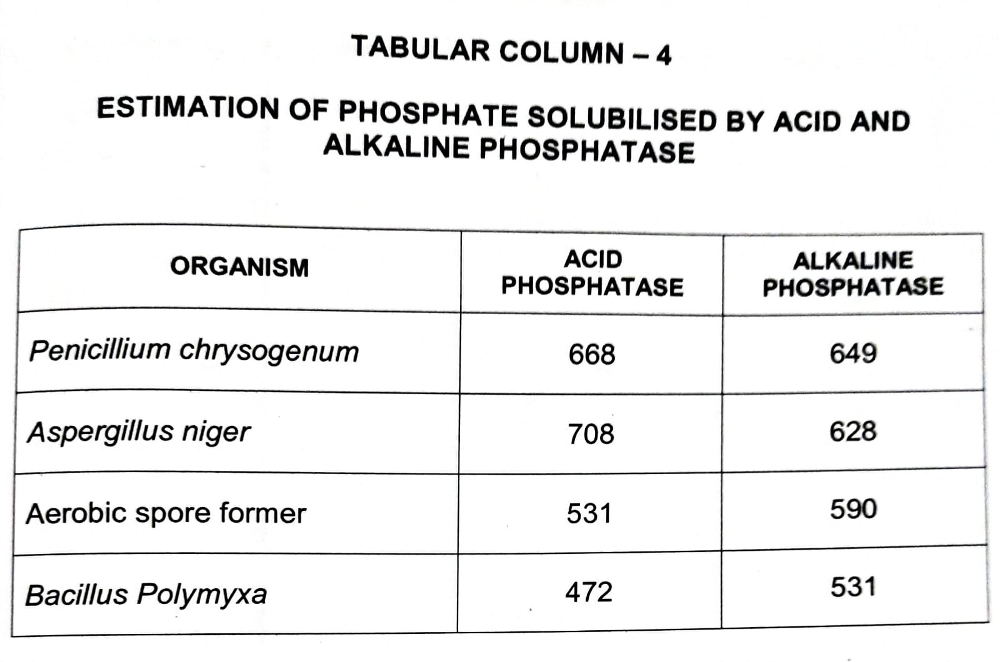 TABULAR COLUMN – 4
ESTIMATION OF PHOSPHATE SOLUBILISED BY ACID AND
ALKALINE PHOSPHATASE
ORGANISM
ACID
PHOSPHATASE
ALKALINE
PHOSPHATASE
Penicillium chrysogenum 668 649
Aspergillus niger 708 628
Aerobic spore former 531 590
Bacillus Polymyxa 472 531